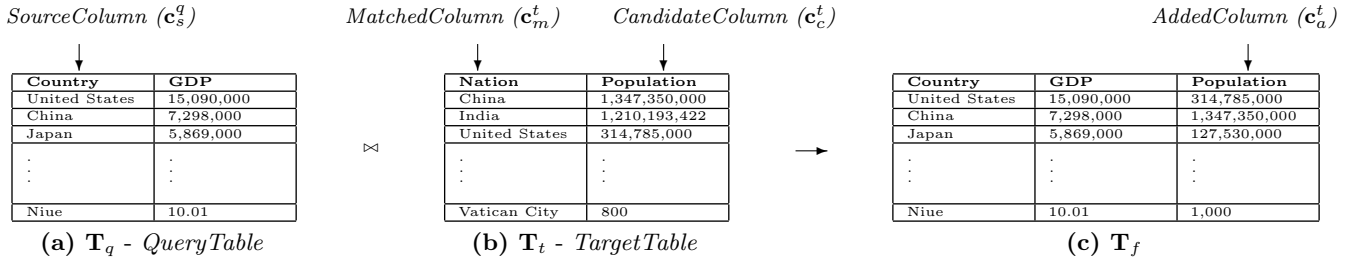 SourceColumn (c_s^q) MatchedColumn (c_m^t) CandidateColumn (c_c^t) AddedColumn (c_a^t)
Country GDP
United States 15,090,000
China 7,298,000
Japan 5,869,000
. .
. .
. .
Niue 10.01
(a) T_q - QueryTable
⋈
Nation Population
China 1,347,350,000
India 1,210,193,422
United States 314,785,000
. .
. .
. .
Vatican City 800
(b) T_t - TargetTable
Country GDP Population
United States 15,090,000 314,785,000
China 7,298,000 1,347,350,000
Japan 5,869,000 127,530,000
. . .
. . .
. . .
Niue 10.01 1,000
(c) T_f